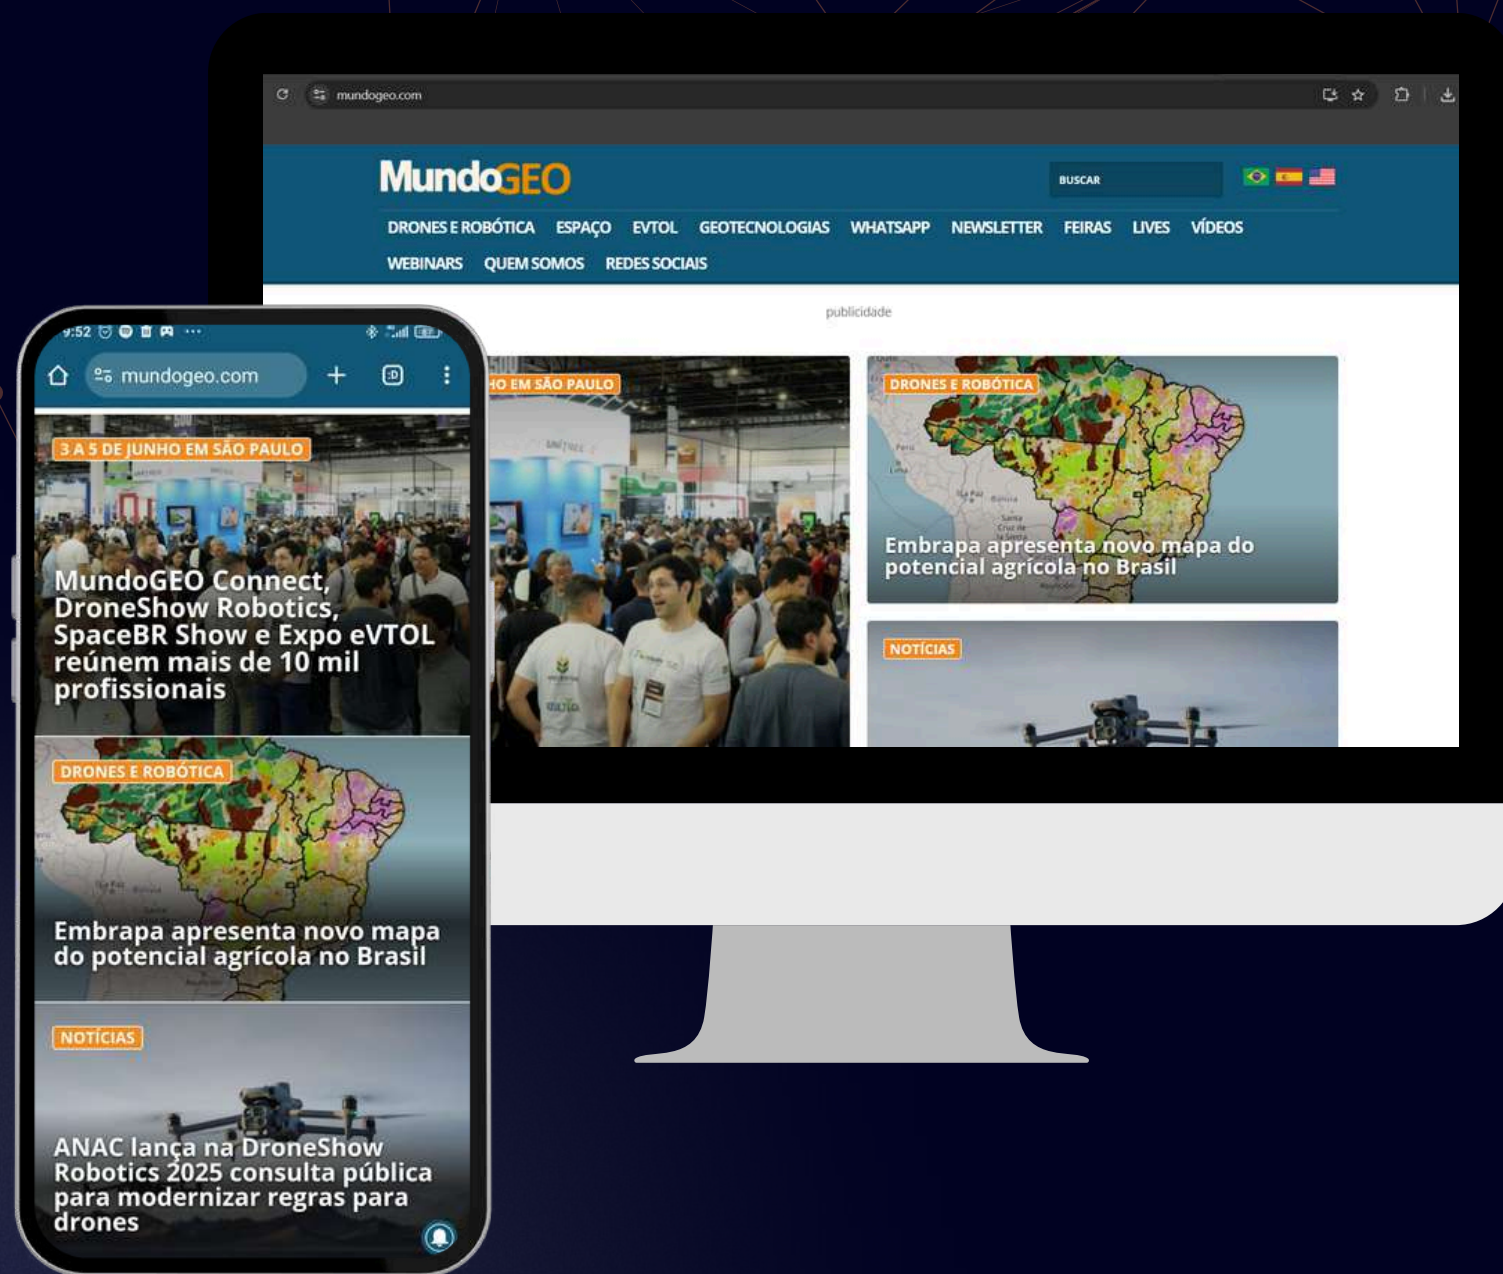 mundogeo.com
MundoGEO
BUSCAR
DRONES E ROBÓTICA ESPAÇO EVTOL GEOTECNOLOGIAS WHATSAPP NEWSLETTER FEIRAS LIVES VÍDEOS
WEBINARS QUEM SOMOS REDES SOCIAIS
publicidade
HO EM SÃO PAULO
DRONES E ROBÓTICA
Embrapa apresenta novo mapa do
potencial agrícola no Brasil
NOTÍCIAS
9:52
mundogeo.com
:D
3 A 5 DE JUNHO EM SÃO PAULO
MundoGEO Connect,
DroneShow Robotics,
SpaceBR Show e Expo eVTOL
reúnem mais de 10 mil
profissionais
DRONES E ROBÓTICA
Embrapa apresenta novo mapa
do potencial agrícola no Brasil
NOTÍCIAS
ANAC lança na DroneShow
Robotics 2025 consulta pública
para modernizar regras para
drones